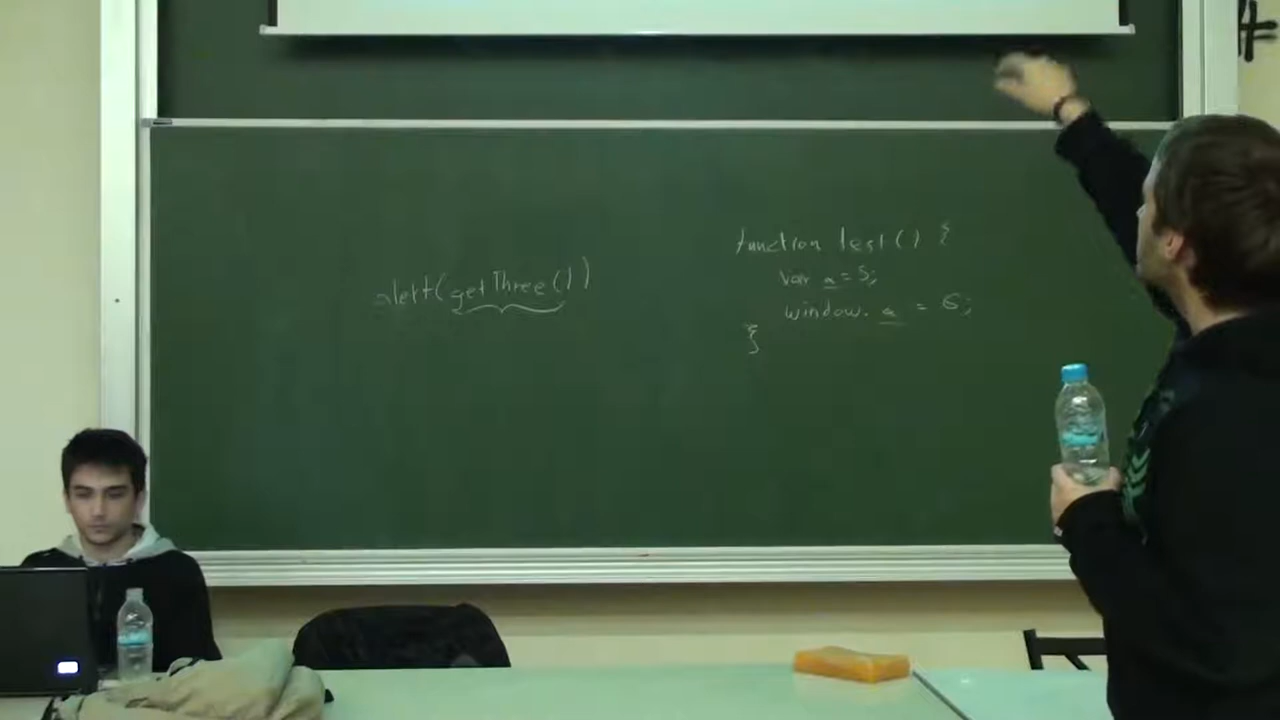 alert(getThree())
function test() {
var a = 5;
window. a = 6;
}